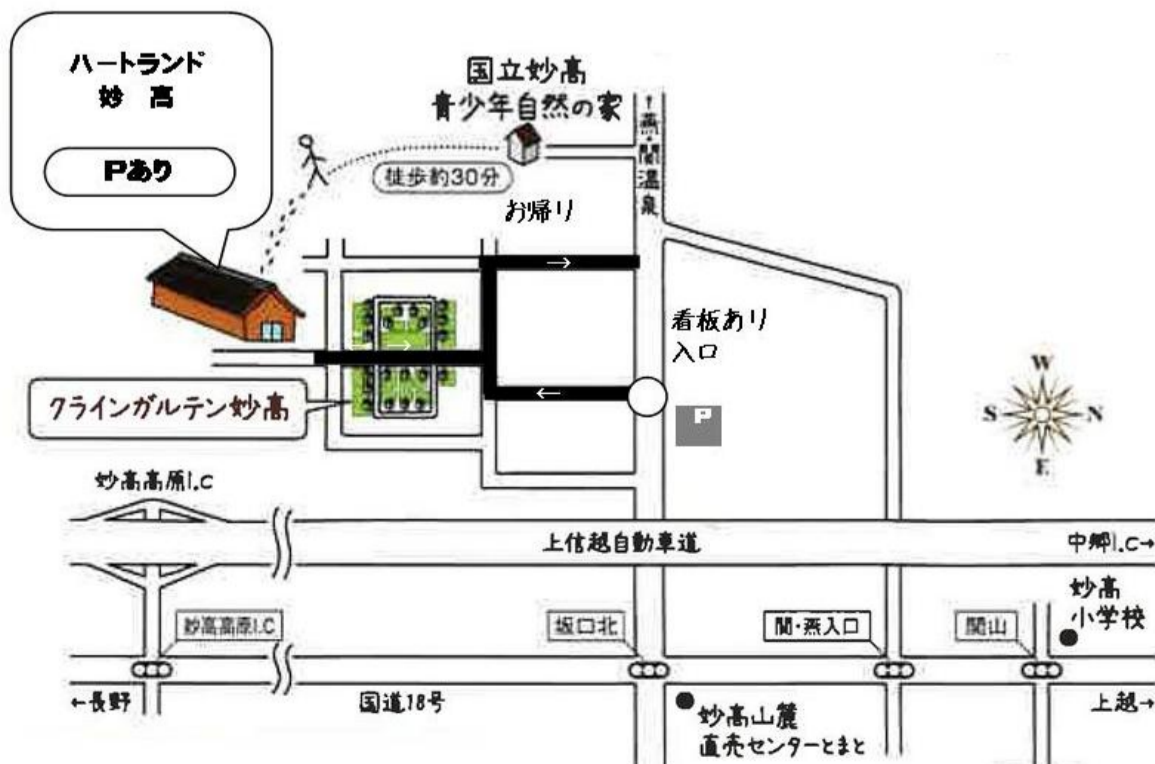 ハートランド
妙高
Pあり
国立妙高
青少年自然の家
徒歩約30分
↑燕・関温泉
お帰り
→
看板あり
入口
← →
←
P
クラインガルテン妙高
W
S N
E
妙高高原I.C
上信越自動車道
中郷I.C→
妙高
小学校
妙高高原I.C
坂口北
関・燕入口
関山
←長野
国道18号
上越→
妙高山麓
直売センターとまと